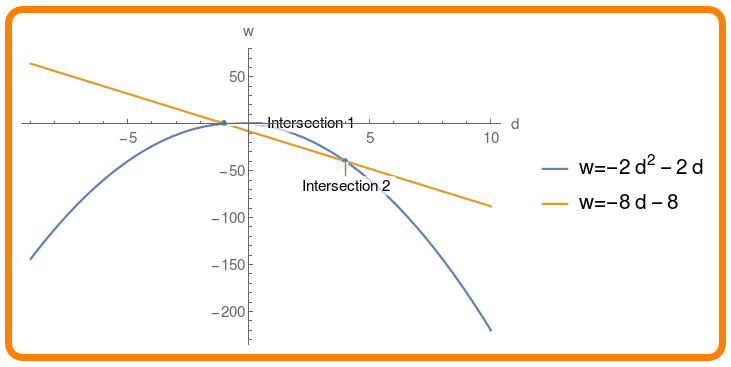 w
50
Intersection 1
−5
5
10
d
−50
w=−2 d² − 2 d
Intersection 2
w=−8 d − 8
−100
−150
−200